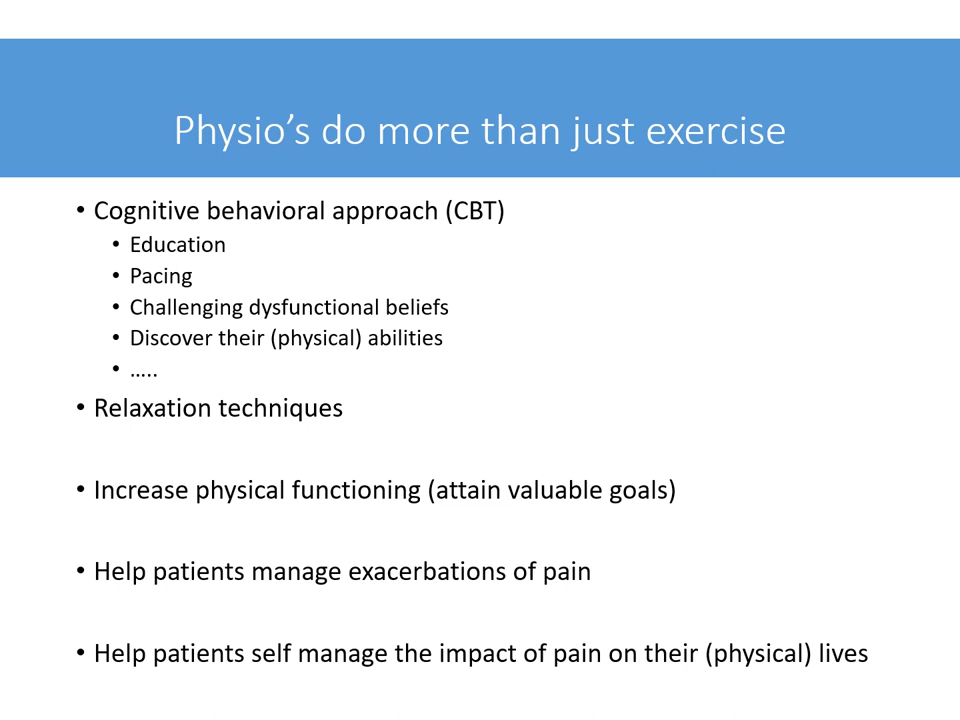 Physio’s do more than just exercise
• Cognitive behavioral approach (CBT)
• Education
• Pacing
• Challenging dysfunctional beliefs
• Discover their (physical) abilities
• …..
• Relaxation techniques
• Increase physical functioning (attain valuable goals)
• Help patients manage exacerbations of pain
• Help patients self manage the impact of pain on their (physical) lives